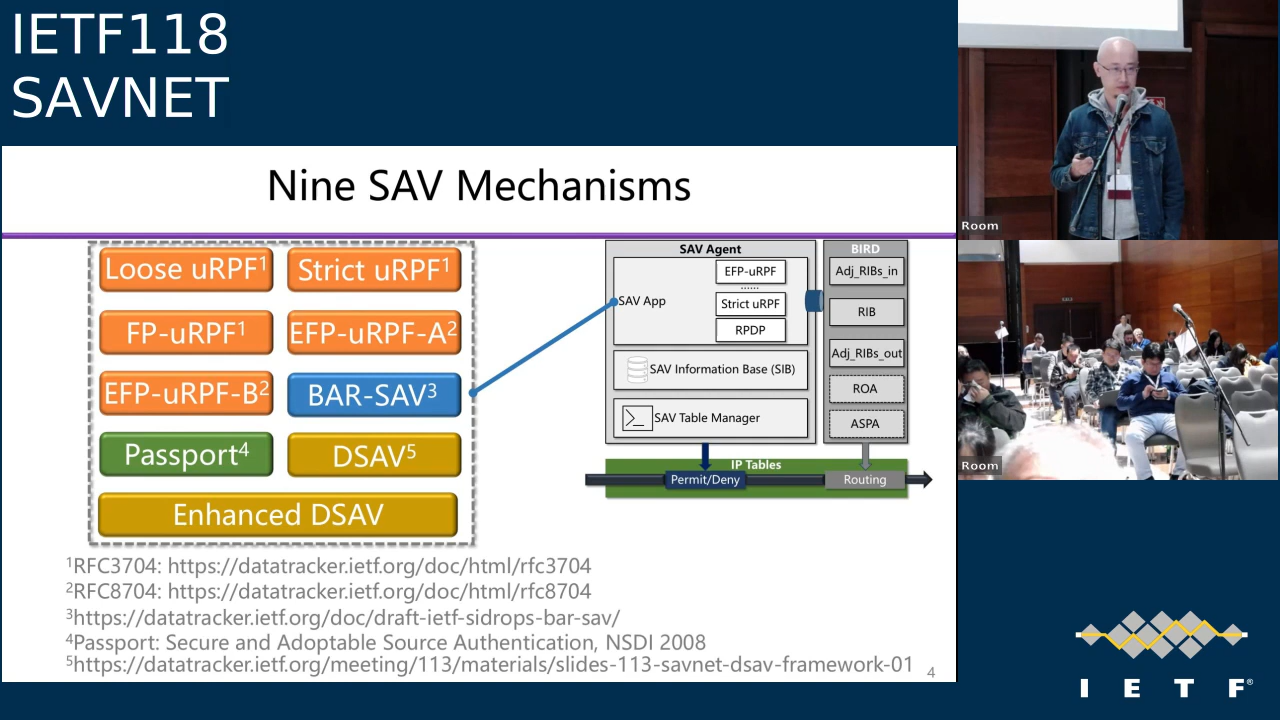 IETF118
SAVNET
Nine SAV Mechanisms
Loose uRPF¹
Strict uRPF¹
FP-uRPF¹
EFP-uRPF-A²
EFP-uRPF-B²
BAR-SAV³
Passport⁴
DSAV⁵
Enhanced DSAV
SAV Agent
SAV App
EFP-uRPF
......
Strict uRPF
RPDP
SAV Information Base (SIB)
SAV Table Manager
BIRD
Adj_RIBs_in
RIB
Adj_RIBs_out
ROA
ASPA
IP Tables
Permit/Deny
Routing
¹RFC3704: https://datatracker.ietf.org/doc/html/rfc3704
²RFC8704: https://datatracker.ietf.org/doc/html/rfc8704
³https://datatracker.ietf.org/doc/draft-ietf-sidrops-bar-sav/
⁴Passport: Secure and Adoptable Source Authentication, NSDI 2008
⁵https://datatracker.ietf.org/meeting/113/materials/slides-113-savnet-dsav-framework-01
4
Room
Room
I E T F®